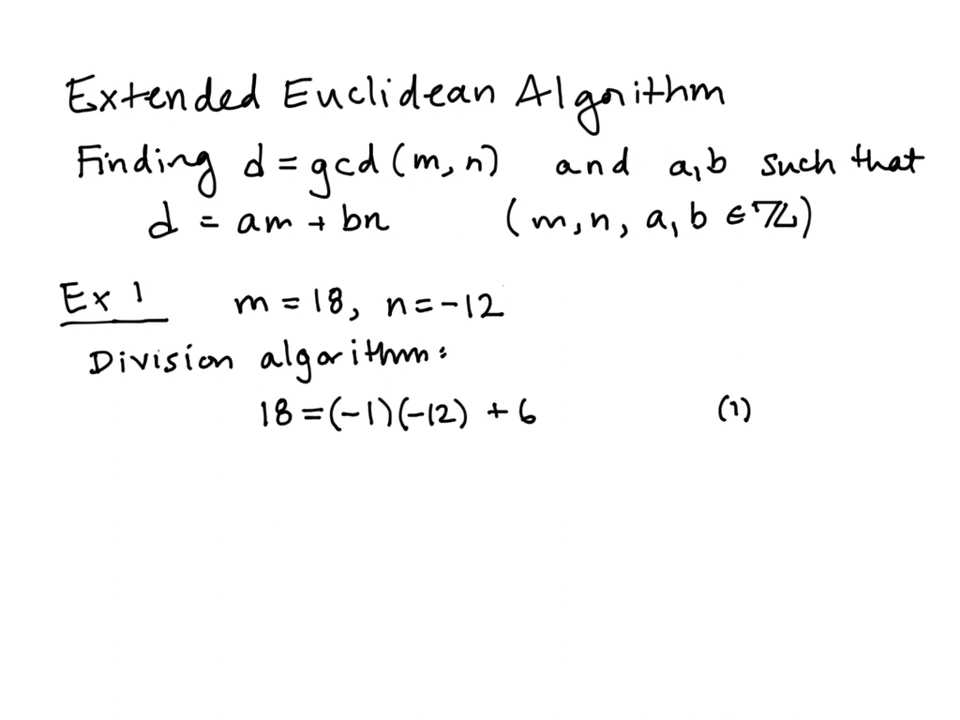 Extended Euclidean Algorithm
Finding d = gcd (m, n) and a, b such that
d = am + bn (m, n, a, b ∈ ℤ)
Ex 1 m = 18, n = -12
Division algorithm:
18 = (-1)(-12) + 6 (1)